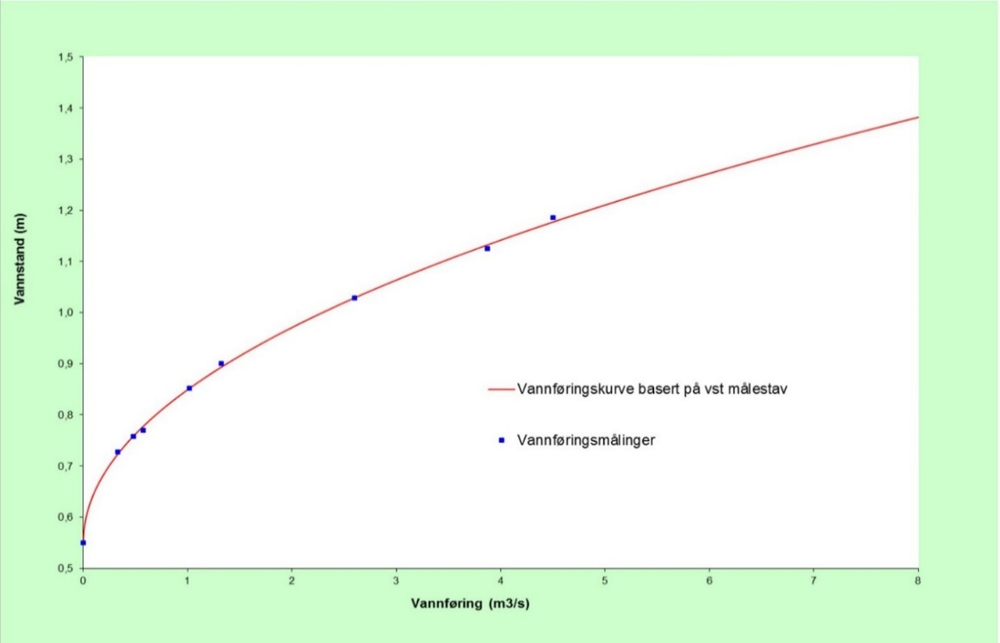 1,5
1,4
1,3
1,2
1,1
1,0
0,9
0,8
0,7
0,6
0,5
Vannstand (m)
Vannføringskurve basert på vst målestav
Vannføringsmålinger
0 1 2 3 4 5 6 7 8
Vannføring (m3/s)